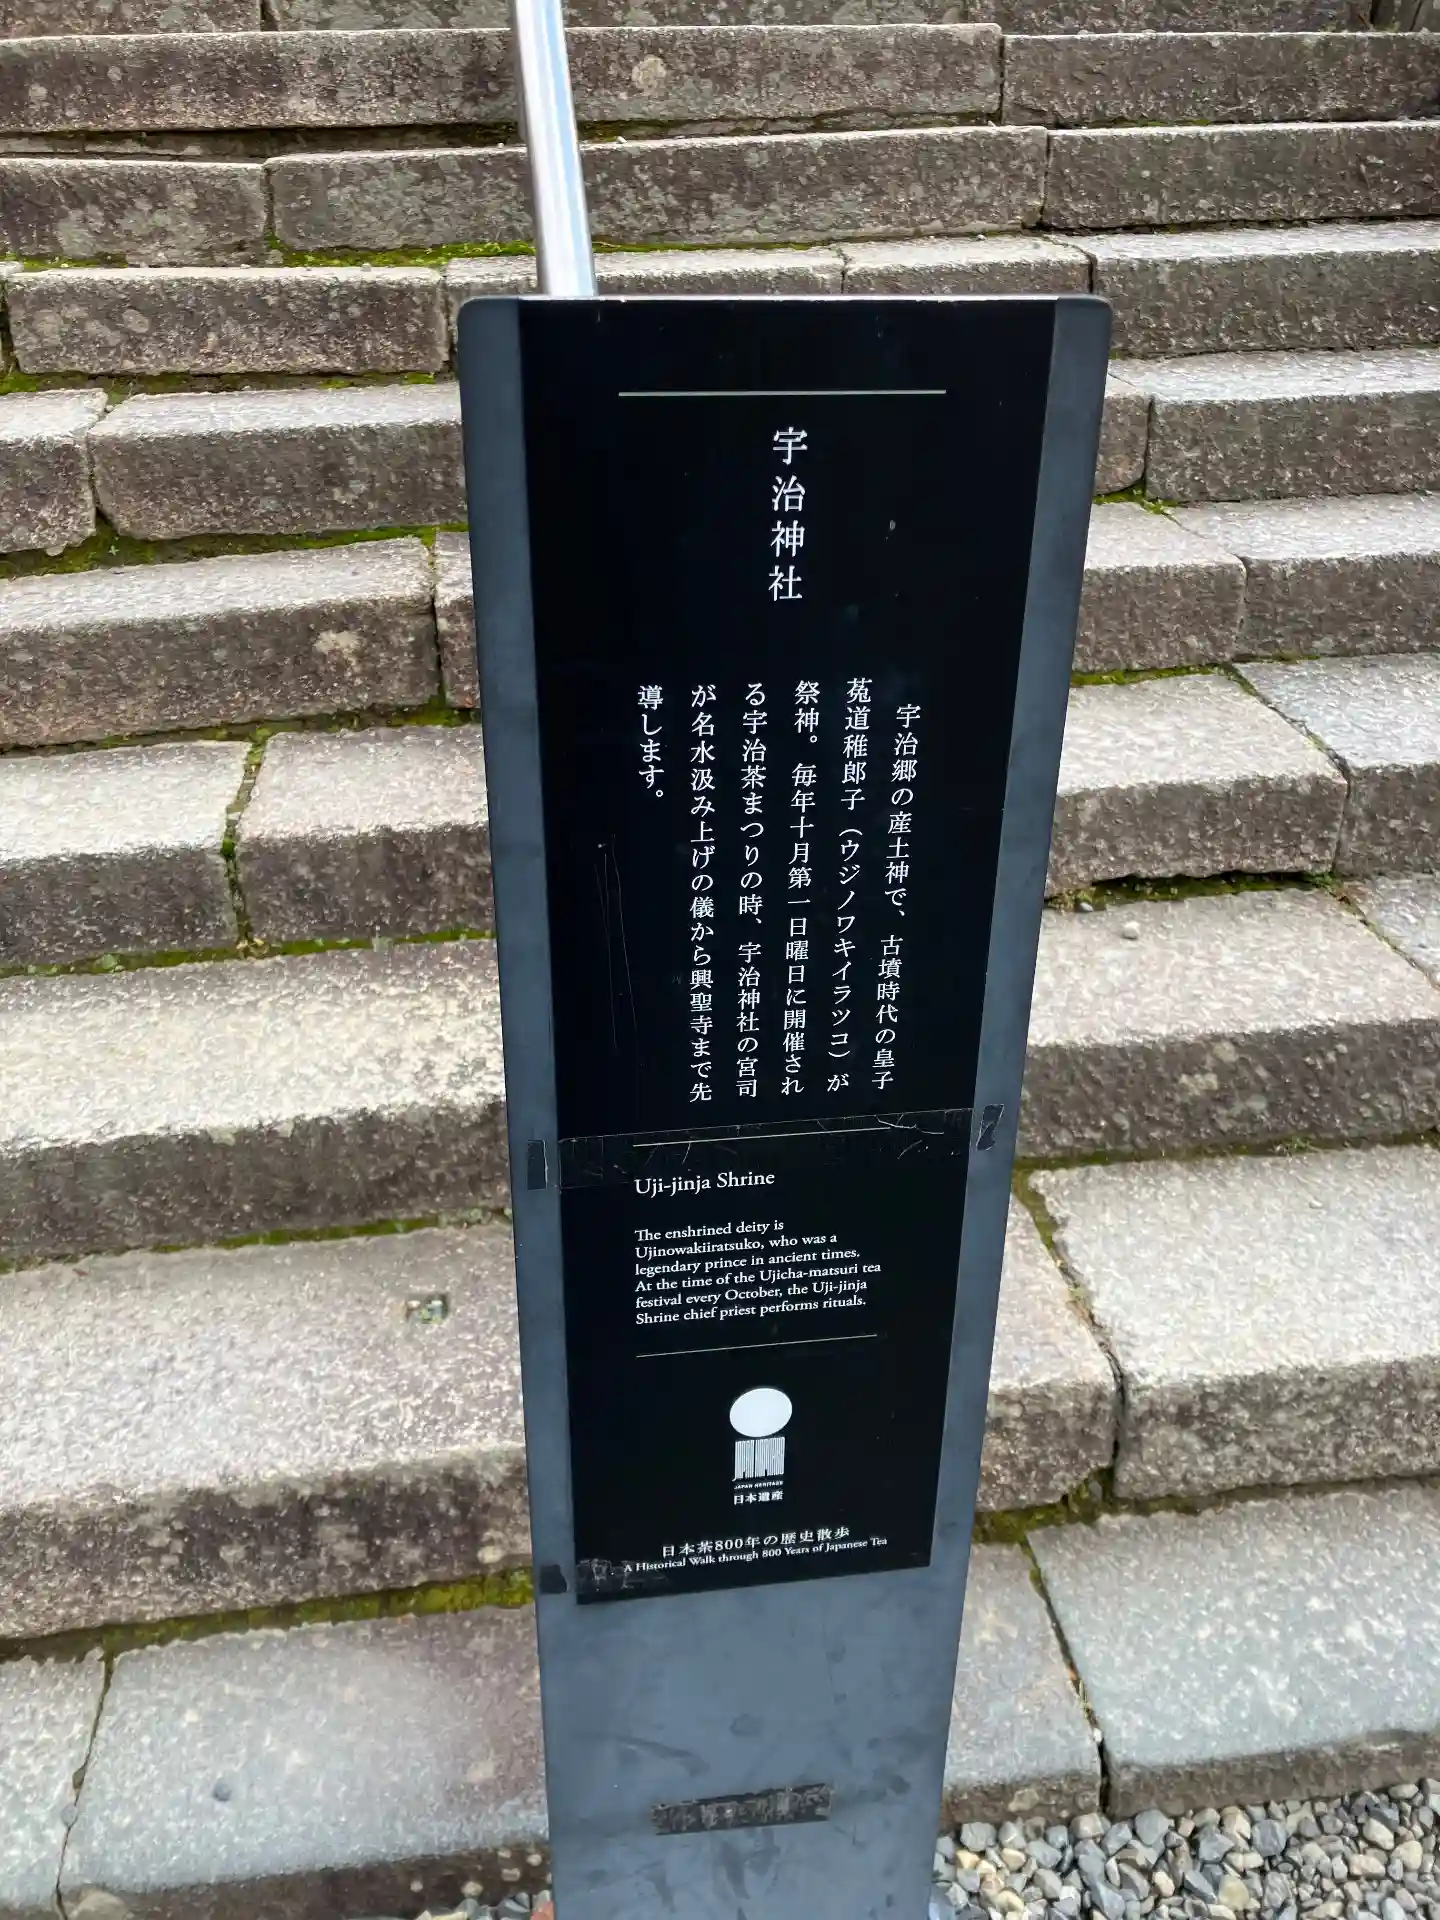 宇治神社
宇治郷の産土神で、古墳時代の皇子
菟道稚郎子（ウジノワキイラツコ）が
祭神。毎年十月第一日曜日に開催され
る宇治茶まつりの時、宇治神社の宮司
が名水汲み上げの儀から興聖寺まで先
導します。
Uji-jinja Shrine
The enshrined deity is
Ujinowakiiratsuko, who was a
legendary prince in ancient times.
At the time of the Ujicha-matsuri tea
festival every October, the Uji-jinja
Shrine chief priest performs rituals.
JAPAN HERITAGE
日本遺産
日本茶800年の歴史散歩
A Historical Walk through 800 Years of Japanese Tea